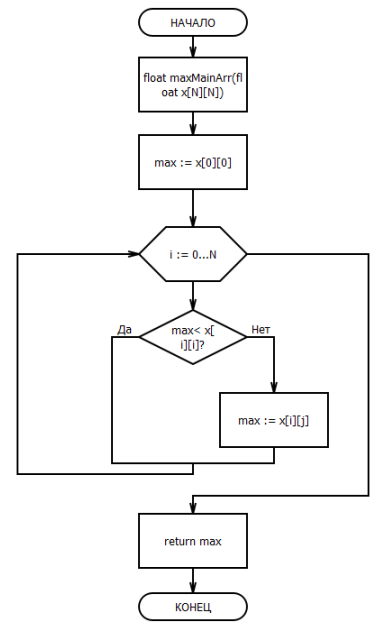 НАЧАЛО
float maxMainArr(fl
oat x[N][N])
max := x[0][0]
i := 0...N
Да
max< x[
i][i]?
Нет
max := x[i][j]
return max
КОНЕЦ